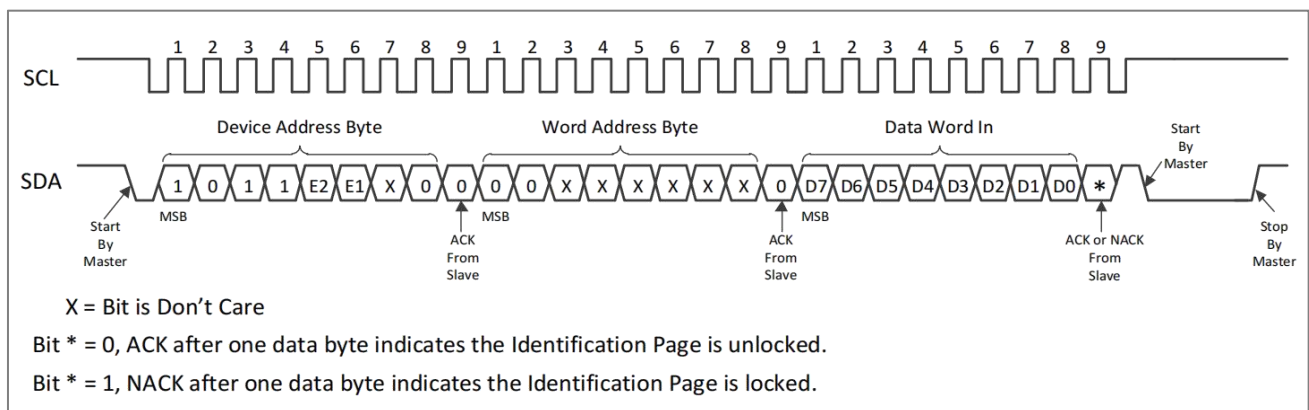 1 2 3 4 5 6 7 8 9 1 2 3 4 5 6 7 8 9 1 2 3 4 5 6 7 8 9
SCL
Device Address Byte
Word Address Byte
Data Word In
Start
By
Master
SDA
1 0 1 1 E2 E1 X 0 0 0 0 X X X X X X 0 D7 D6 D5 D4 D3 D2 D1 D0 *
MSB
MSB
MSB
Start
By
Master
ACK
From
Slave
ACK
From
Slave
ACK or NACK
From
Slave
Stop
By
Master
X = Bit is Don’t Care
Bit * = 0, ACK after one data byte indicates the Identification Page is unlocked.
Bit * = 1, NACK after one data byte indicates the Identification Page is locked.